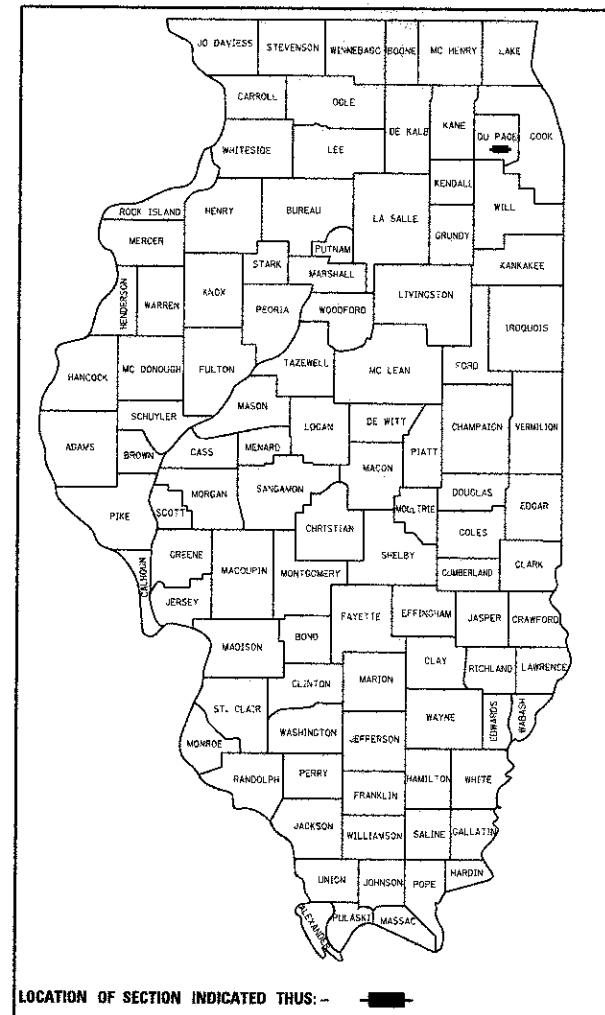 JO DAVIESS STEVENSON WINNEBAGO BOONE MC HENRY LAKE
CARROLL OGLE DE KALB KANE DU PAGE COOK
WHITESIDE LEE
KENDALL WILL
ROCK ISLAND HENRY BUREAU LA SALLE GRUNDY
MERCER PUTNAM
STARK MARSHALL KANKAKEE
HENDERSON WARREN KNOX PEORIA WOODFORD LIVINGSTON IROQUOIS
HANCOCK MC DONOUGH FULTON TAZEWELL MC LEAN FORD
MASON
SCHUYLER LOGAN DE WITT CHAMPAIGN VERMILION
ADAMS BROWN CASS MENARD MACON PIATT
MORGAN SANGAMON DOUGLAS EDGAR
PIKE SCOTT CHRISTIAN MOULTRIE COLES
GREENE MACOUPIN MONTGOMERY SHELBY CUMBERLAND CLARK
CALHOUN JERSEY
FAYETTE EFFINGHAM JASPER CRAWFORD
MADISON BOND
CLAY RICHLAND LAWRENCE
CLINTON MARION
ST. CLAIR WAYNE EDWARDS WABASH
WASHINGTON JEFFERSON
MONROE
RANDOLPH PERRY HAMILTON WHITE
FRANKLIN
JACKSON WILLIAMSON SALINE GALLATIN
UNION JOHNSON POPE HARDIN
ALEXANDER PULASKI MASSAC
LOCATION OF SECTION INDICATED THUS: -